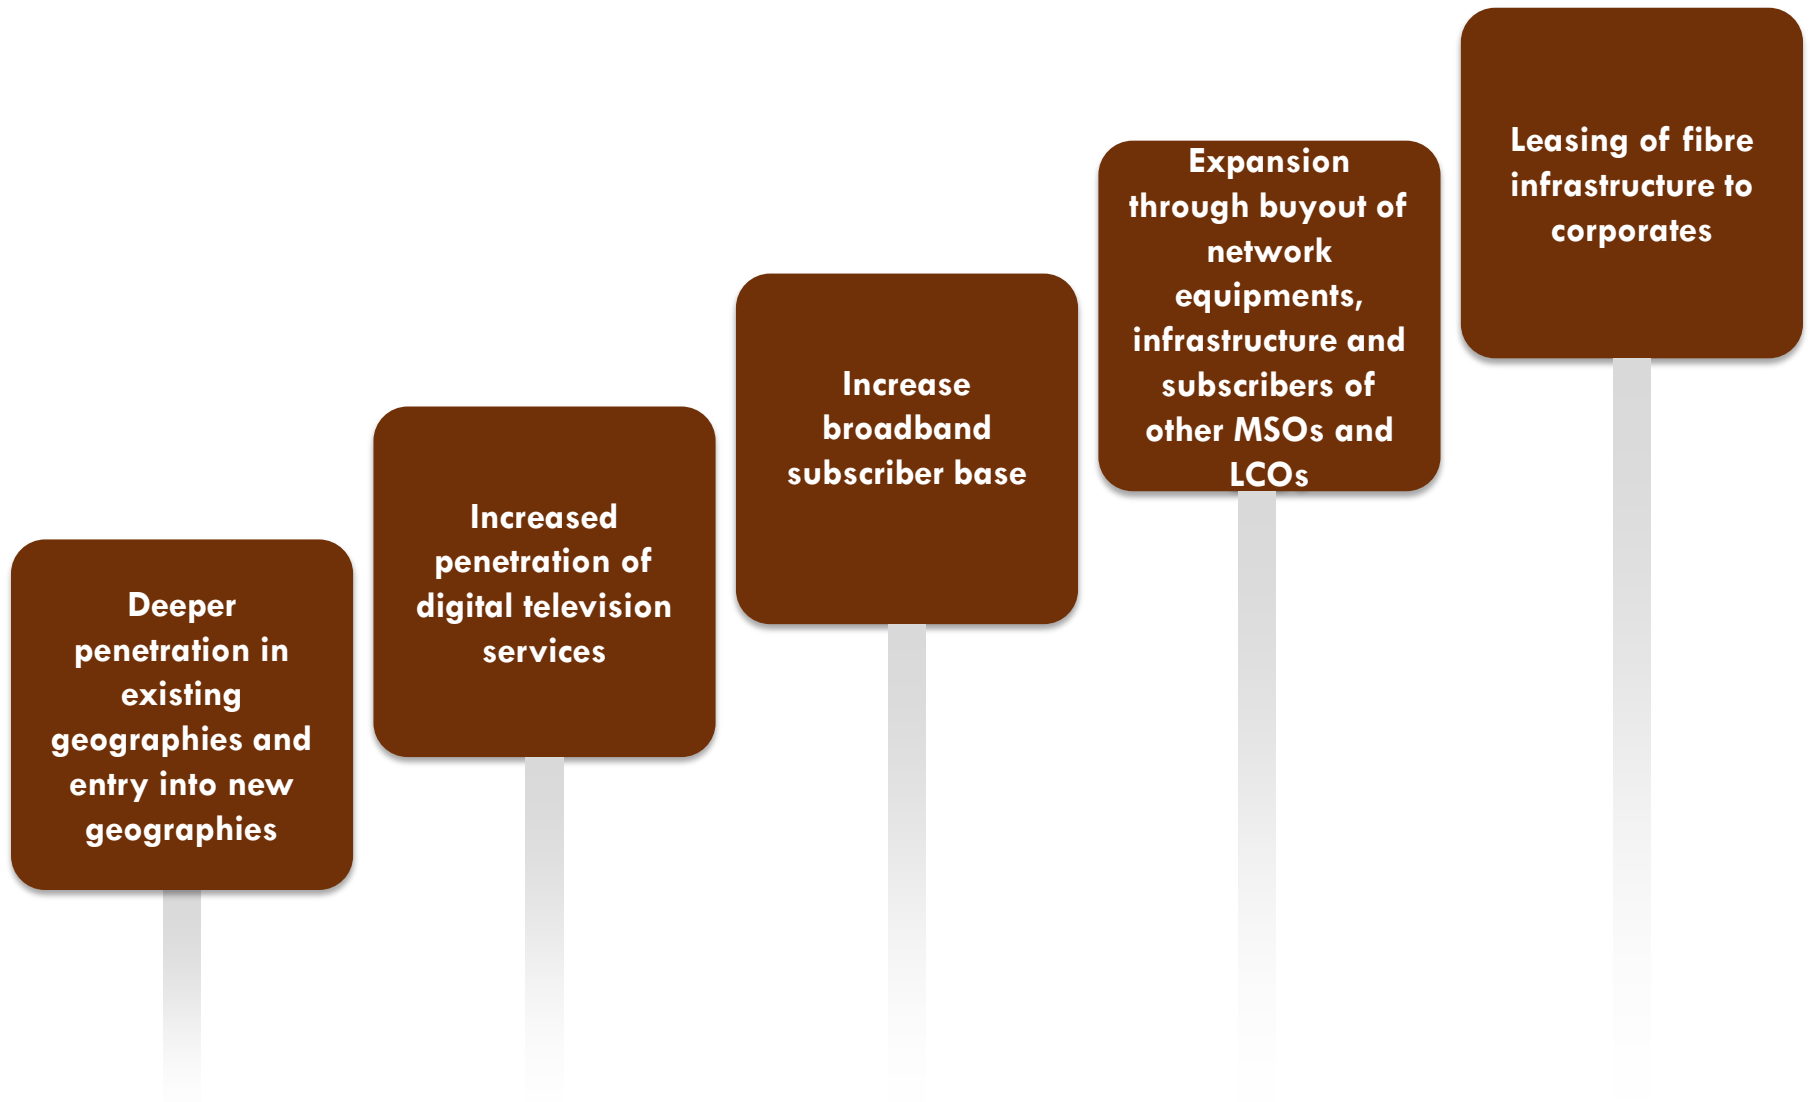 Deeper
penetration in
existing
geographies and
entry into new
geographies
Increased
penetration of
digital television
services
Increase
broadband
subscriber base
Expansion
through buyout of
network
equipments,
infrastructure and
subscribers of
other MSOs and
LCOs
Leasing of fibre
infrastructure to
corporates